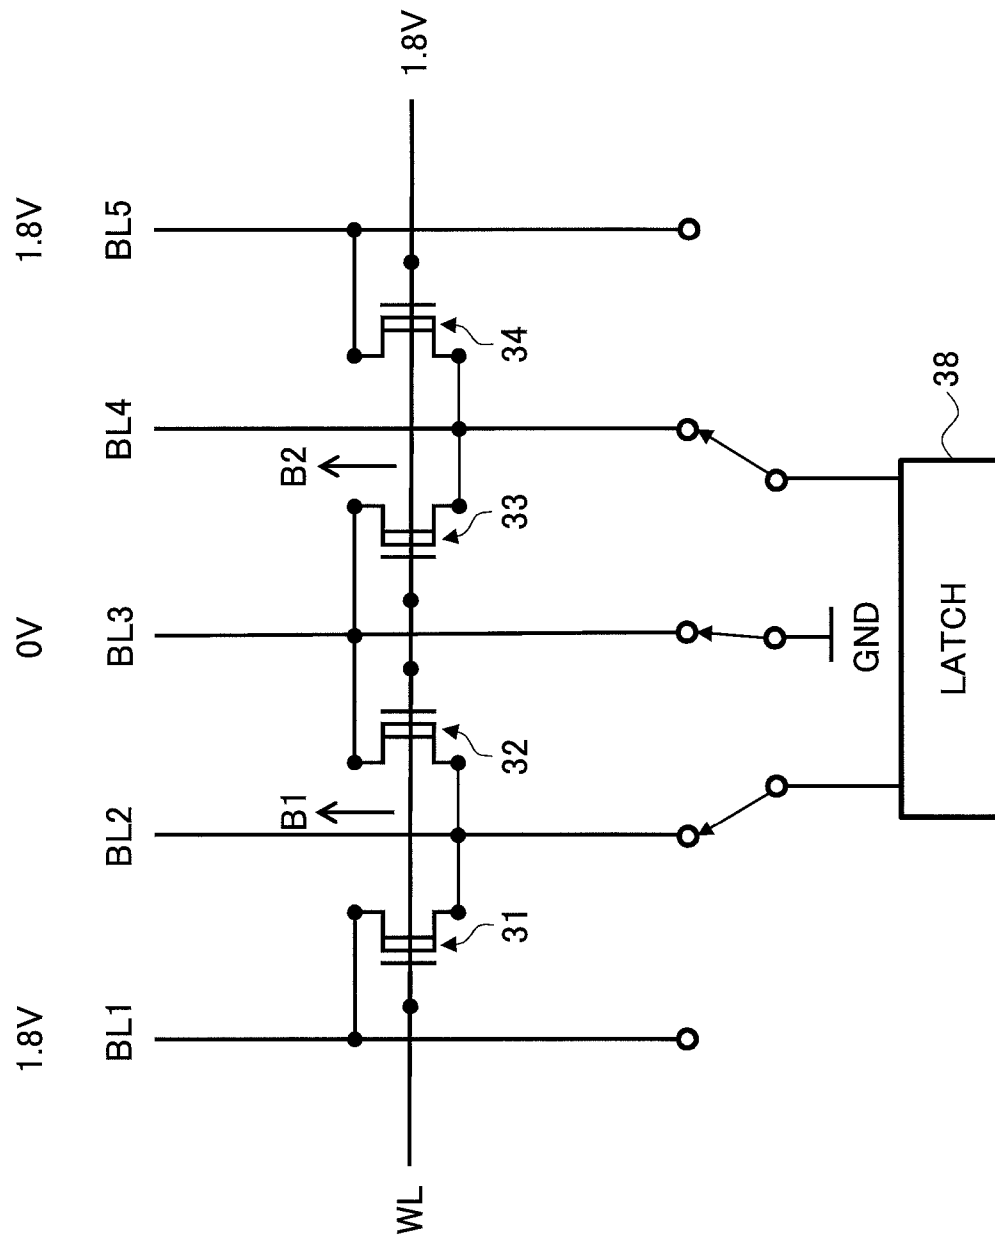 1.8V 0V 1.8V
BL1 BL2 BL3 BL4 BL5
B1 B2
WL 1.8V
31 32 33 34
GND
38
LATCH